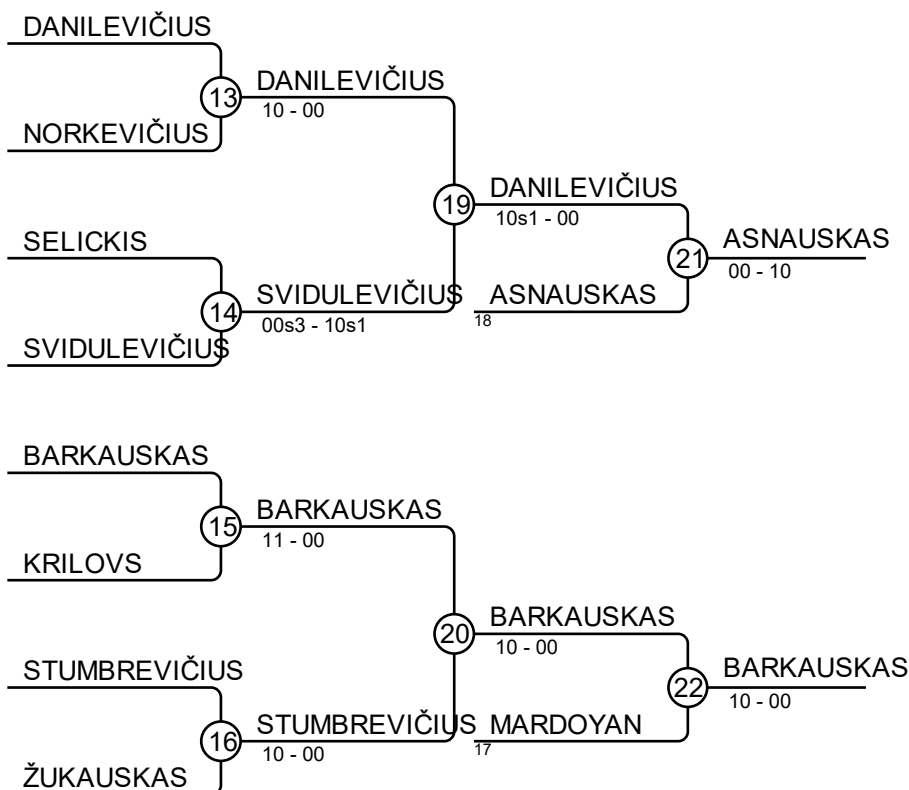 DANILEVIČIUS
13
DANILEVIČIUS
10 - 00
NORKEVIČIUS
19
DANILEVIČIUS
10s1 - 00
SELICKIS
21
ASNAUSKAS
00 - 10
14
SVIDULEVIČIUS
00s3 - 10s1
ASNAUSKAS
18
SVIDULEVIČIUS
BARKAUSKAS
15
BARKAUSKAS
11 - 00
KRILOVS
20
BARKAUSKAS
10 - 00
STUMBREVIČIUS
22
BARKAUSKAS
10 - 00
16
STUMBREVIČIUS
10 - 00
MARDOYAN
17
ŽUKAUSKAS